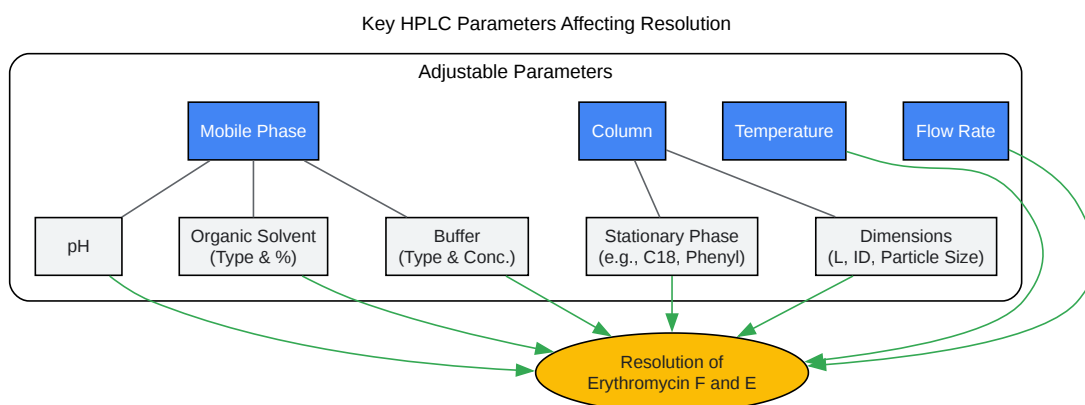 Key HPLC Parameters Affecting Resolution
Adjustable Parameters
Mobile Phase
Column
Temperature
Flow Rate
pH
Organic Solvent
(Type & %)
Buffer
(Type & Conc.)
Stationary Phase
(e.g., C18, Phenyl)
Dimensions
(L, ID, Particle Size)
Resolution of
Erythromycin F and E